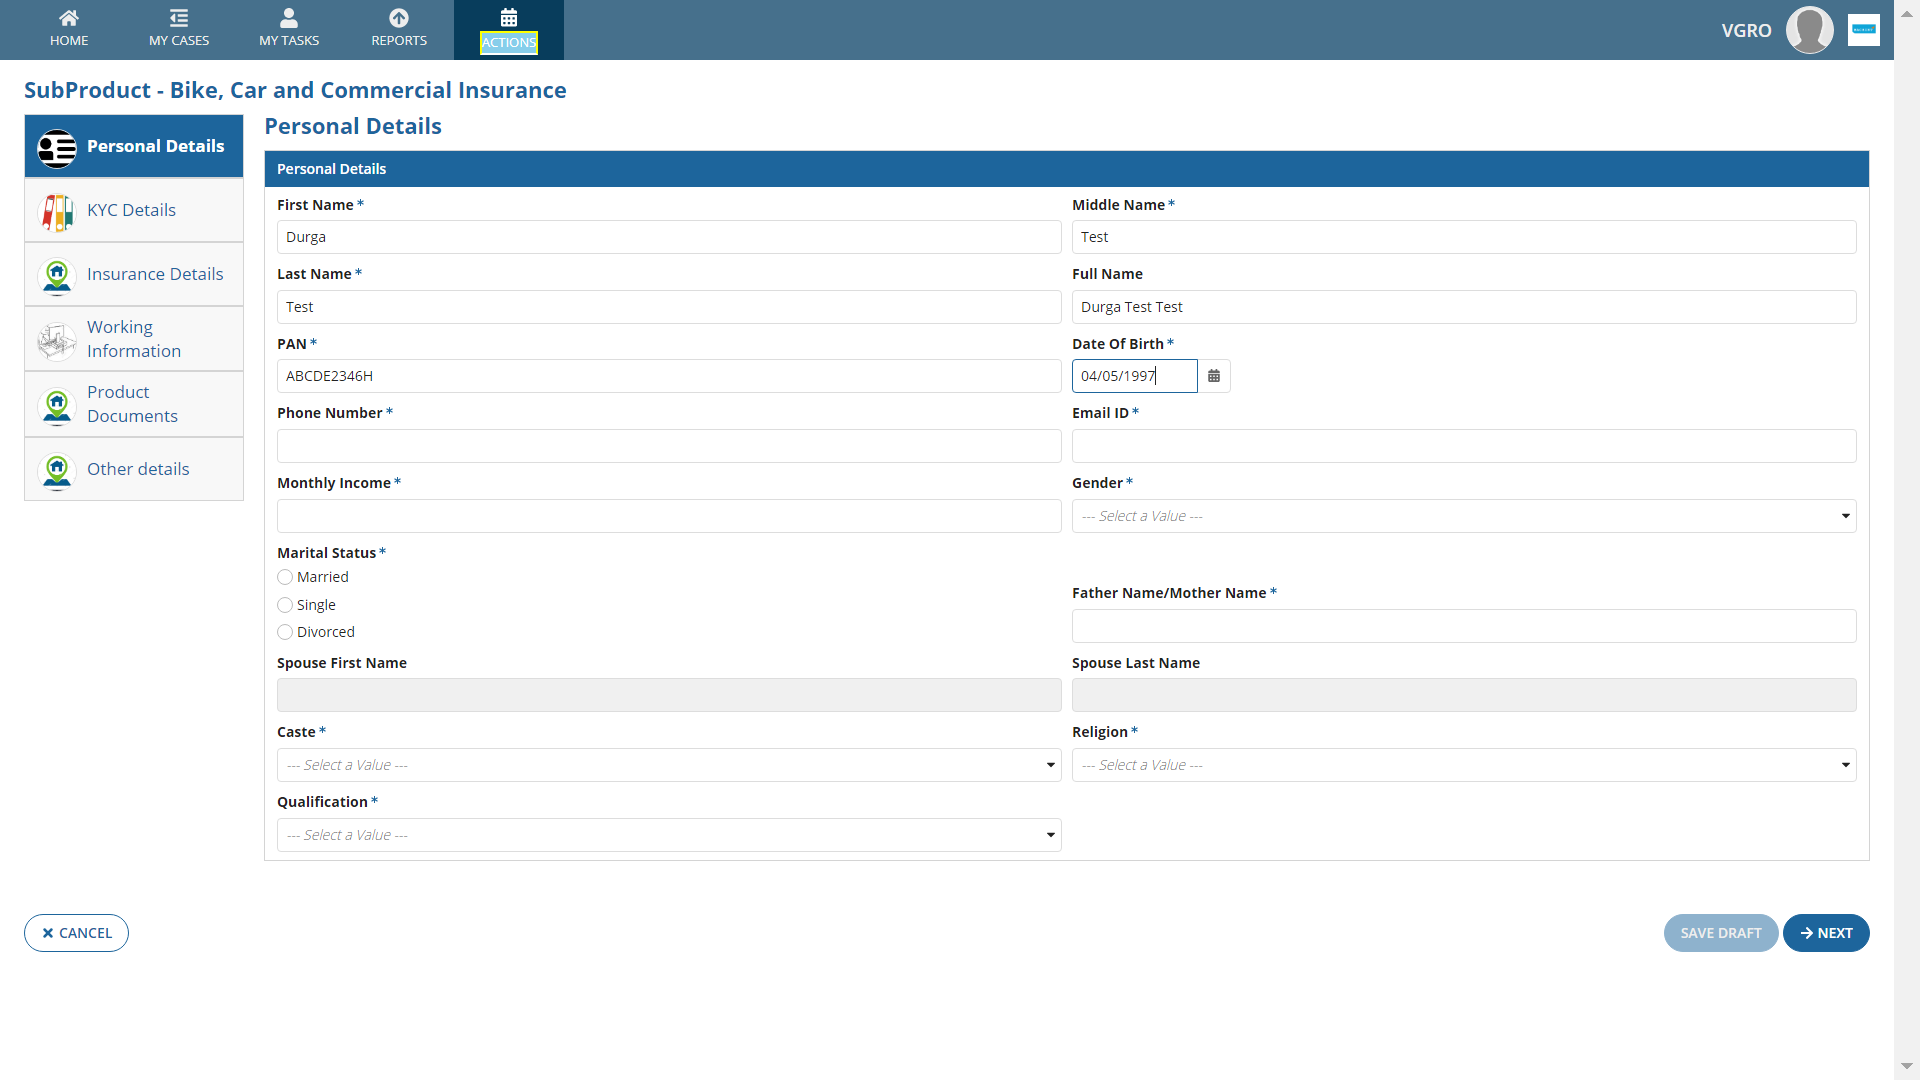 HOME
MY CASES
MY TASKS
REPORTS
ACTIONS
VGRO
SubProduct - Bike, Car and Commercial Insurance
Personal Details
KYC Details
Insurance Details
Working
Information
Product
Documents
Other details
Personal Details
Personal Details
First Name *
Middle Name *
Durga
Test
Last Name *
Full Name
Test
Durga Test Test
PAN *
Date Of Birth *
ABCDE2346H
04/05/1997
Phone Number *
Email ID *
Monthly Income *
Gender *
--- Select a Value ---
Marital Status *
Married
Single
Divorced
Father Name/Mother Name *
Spouse First Name
Spouse Last Name
Caste *
Religion *
--- Select a Value ---
--- Select a Value ---
Qualification *
--- Select a Value ---
CANCEL
SAVE DRAFT
NEXT